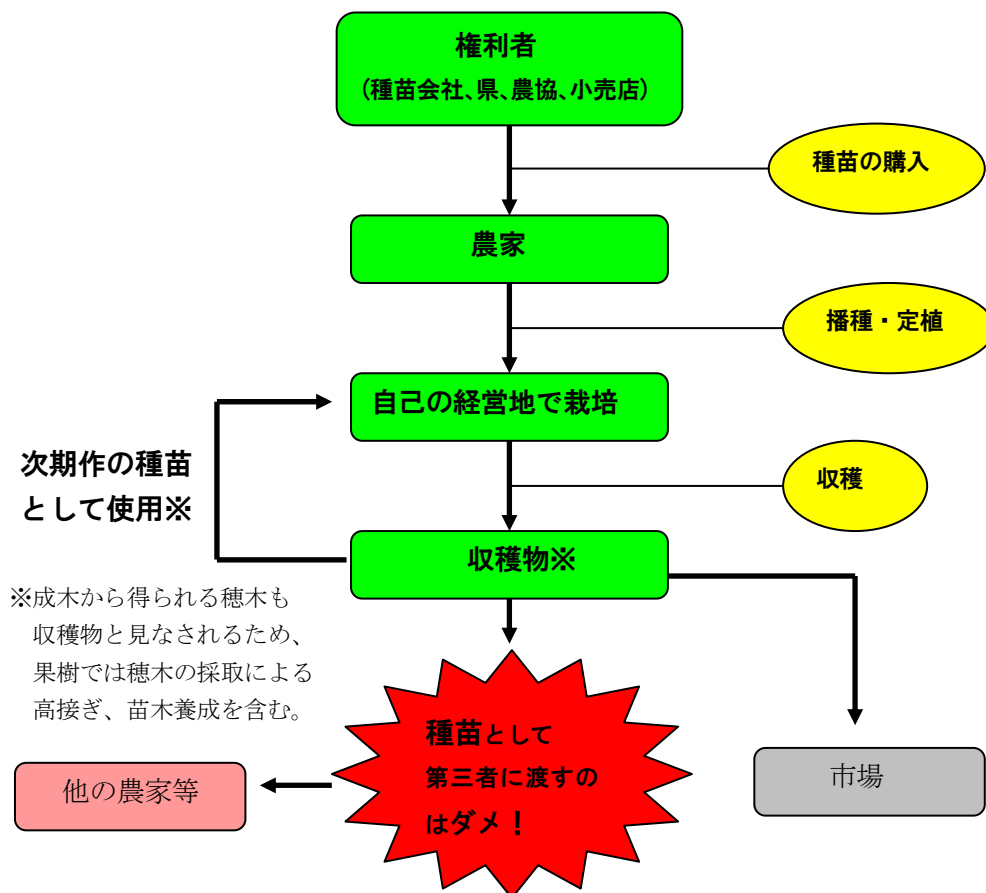 権利者
(種苗会社、県、農協、小売店)
種苗の購入
農家
播種・定植
自己の経営地で栽培
次期作の種苗
として使用※
収穫
収穫物※
※成木から得られる穂木も
収穫物と見なされるため、
果樹では穂木の採取による
高接ぎ、苗木養成を含む。
種苗として
第三者に渡すの
はダメ！
他の農家等
市場